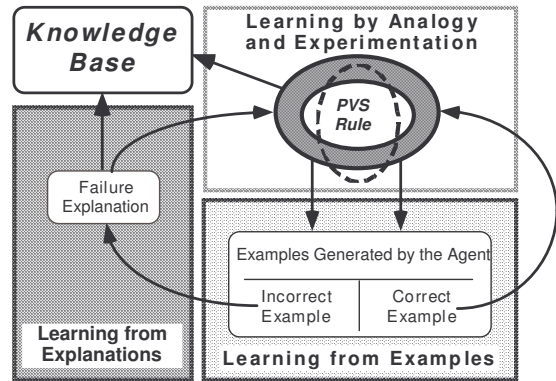 Knowledge
Base
Learning by Analogy
and Experimentation
PVS
Rule
Failure
Explanation
Examples Generated by the Agent
Incorrect
Example
Correct
Example
Learning from
Explanations
Learning from Examples